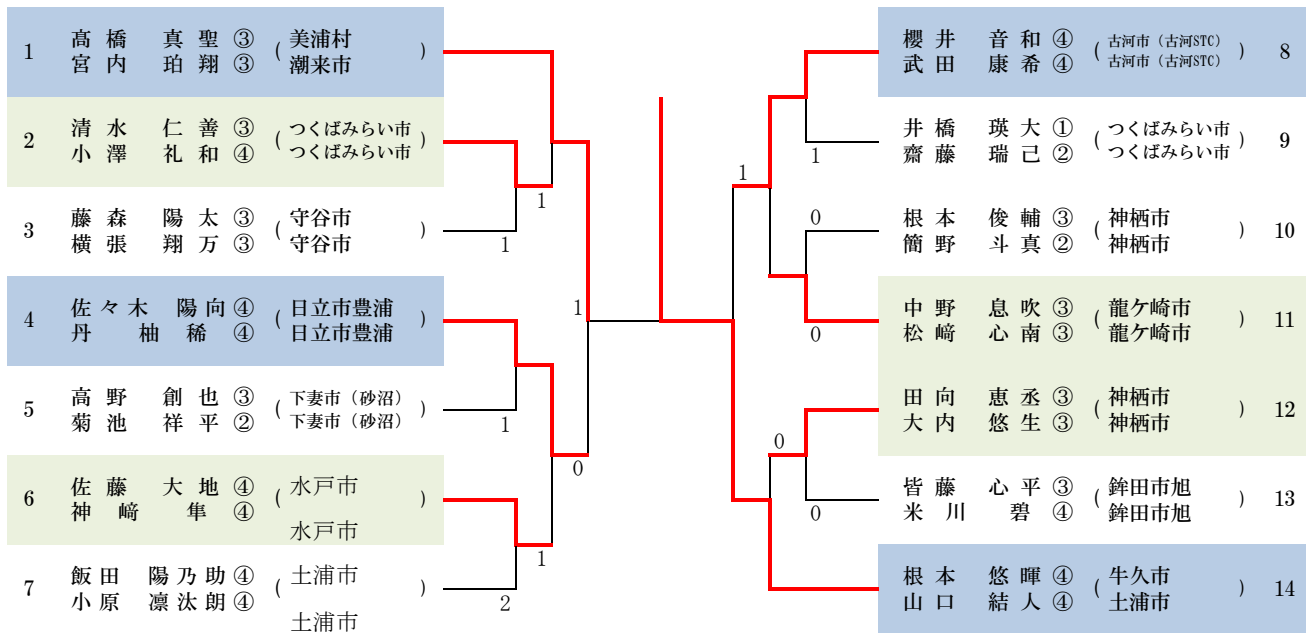 1 髙橋 真聖 ③ ( 美浦村 )
宮内 珀翔 ③ 潮来市
2 清水 仁善 ③ ( つくばみらい市 )
小澤 礼和 ④ つくばみらい市
3 藤森 陽太 ③ ( 守谷市 )
横張 翔万 ③ 守谷市
4 佐々木 陽向 ④ ( 日立市豊浦 )
丹 柚稀 ④ 日立市豊浦
5 高野 創也 ③ ( 下妻市（砂沼） )
菊池 祥平 ② 下妻市（砂沼）
6 佐藤 大地 ④ ( 水戸市 )
神﨑 隼 ④ 水戸市
7 飯田 陽乃助 ④ ( 土浦市 )
小原 凛汰朗 ④ 土浦市
1
1
1
1
0
1
2
1
1
0
0
0
0
櫻井 音和 ④ ( 古河市（古河STC） ) 8
武田 康希 ④ 古河市（古河STC）
井橋 瑛大 ① ( つくばみらい市 ) 9
齋藤 瑞己 ② つくばみらい市
根本 俊輔 ③ ( 神栖市 ) 10
簡野 斗真 ② 神栖市
中野 息吹 ③ ( 龍ケ崎市 ) 11
松﨑 心南 ③ 龍ケ崎市
田向 恵丞 ③ ( 神栖市 ) 12
大内 悠生 ③ 神栖市
皆藤 心平 ③ ( 鉾田市旭 ) 13
米川 碧 ④ 鉾田市旭
根本 悠暉 ④ ( 牛久市 ) 14
山口 結人 ④ 土浦市